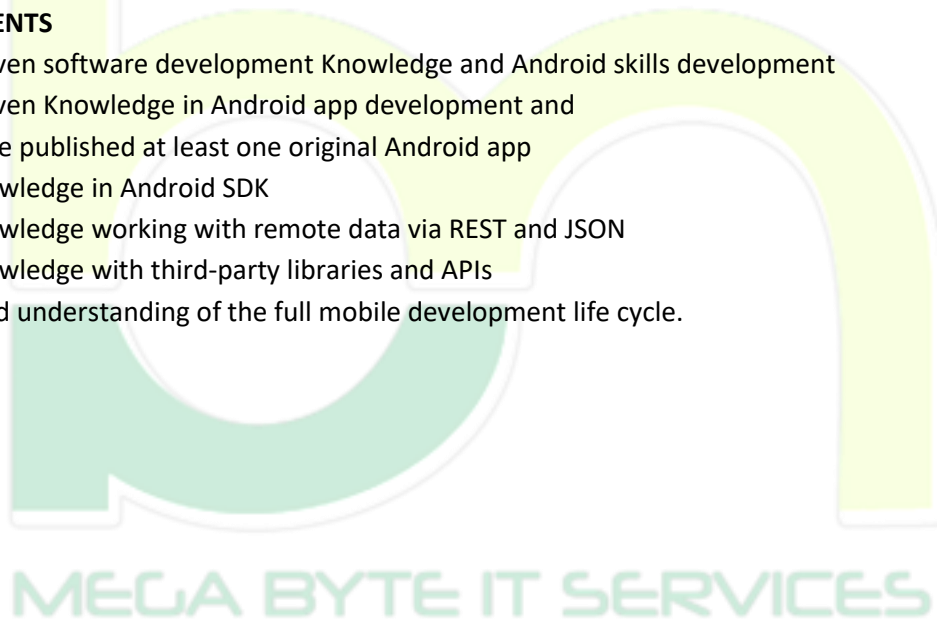 ENTS
ven software development Knowledge and Android skills development
ven Knowledge in Android app development and
e published at least one original Android app
wledge in Android SDK
wledge working with remote data via REST and JSON
wledge with third-party libraries and APIs
d understanding of the full mobile development life cycle.
MEGA BYTE IT SERVICES